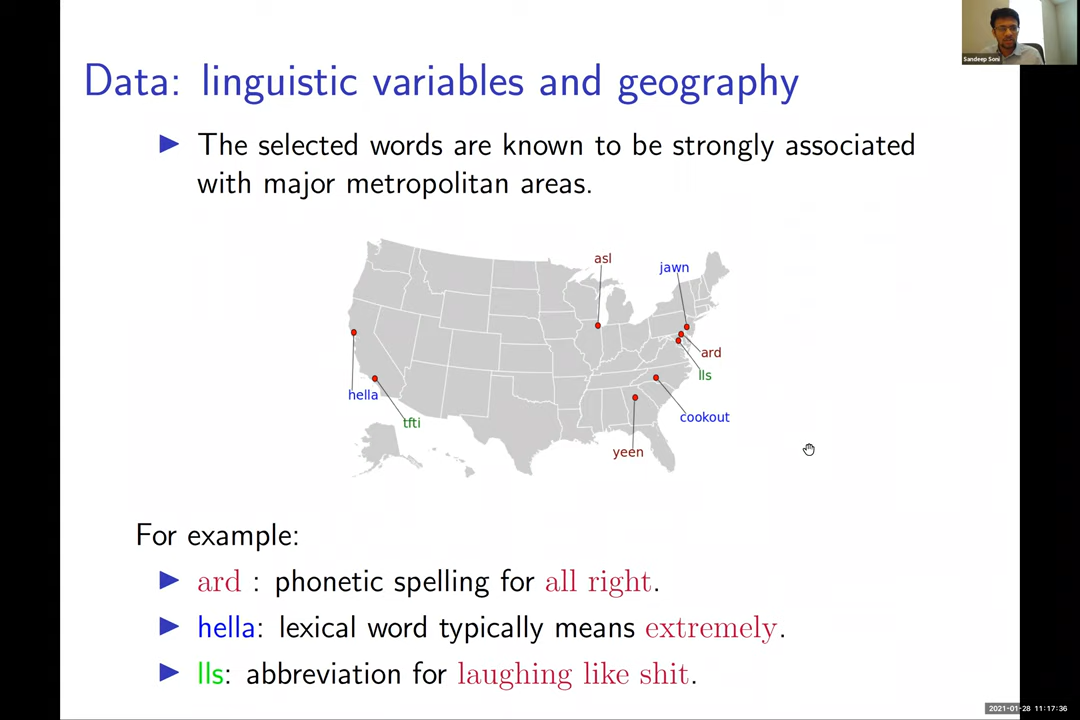 Sandeep Soni
Data: linguistic variables and geography
▶ The selected words are known to be strongly associated
with major metropolitan areas.
asl
jawn
ard
lls
hella
tfti
cookout
yeen
For example:
▶ ard : phonetic spelling for all right.
▶ hella: lexical word typically means extremely.
▶ lls: abbreviation for laughing like shit.
2021-01-28 11:17:36